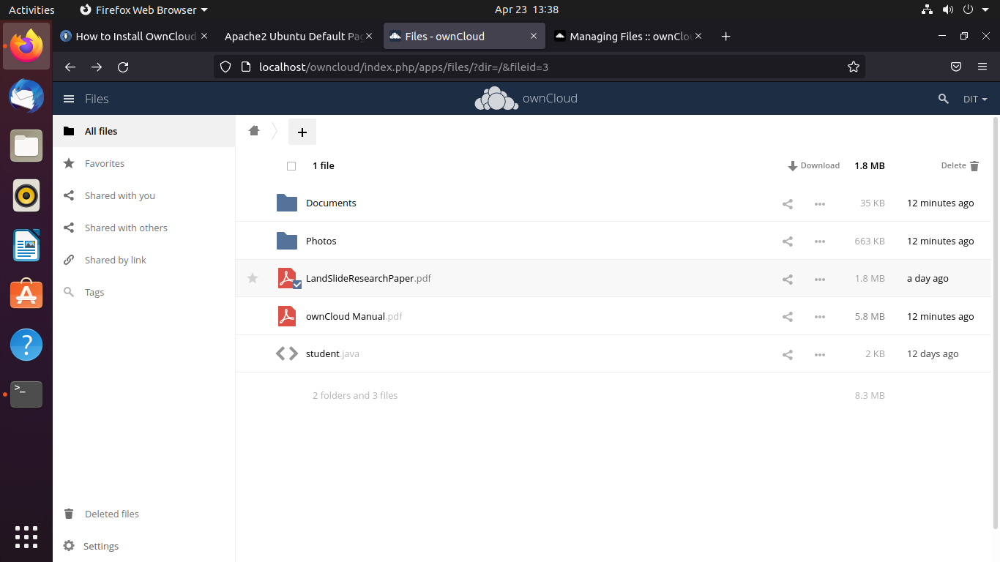 Activities Firefox Web Browser Apr 23 13:38
How to Install OwnCloud Apache2 Ubuntu Default Pag Files - ownCloud Managing Files :: ownClou
localhost/owncloud/index.php/apps/files/?dir=/&fileid=3
Files ownCloud DIT
All files
Favorites
Shared with you
Shared with others
Shared by link
Tags
Deleted files
Settings
1 file Download 1.8 MB Delete
Documents 35 KB 12 minutes ago
Photos 663 KB 12 minutes ago
LandSlideResearchPaper.pdf 1.8 MB a day ago
ownCloud Manual.pdf 5.8 MB 12 minutes ago
student.java 2 KB 12 days ago
2 folders and 3 files 8.3 MB